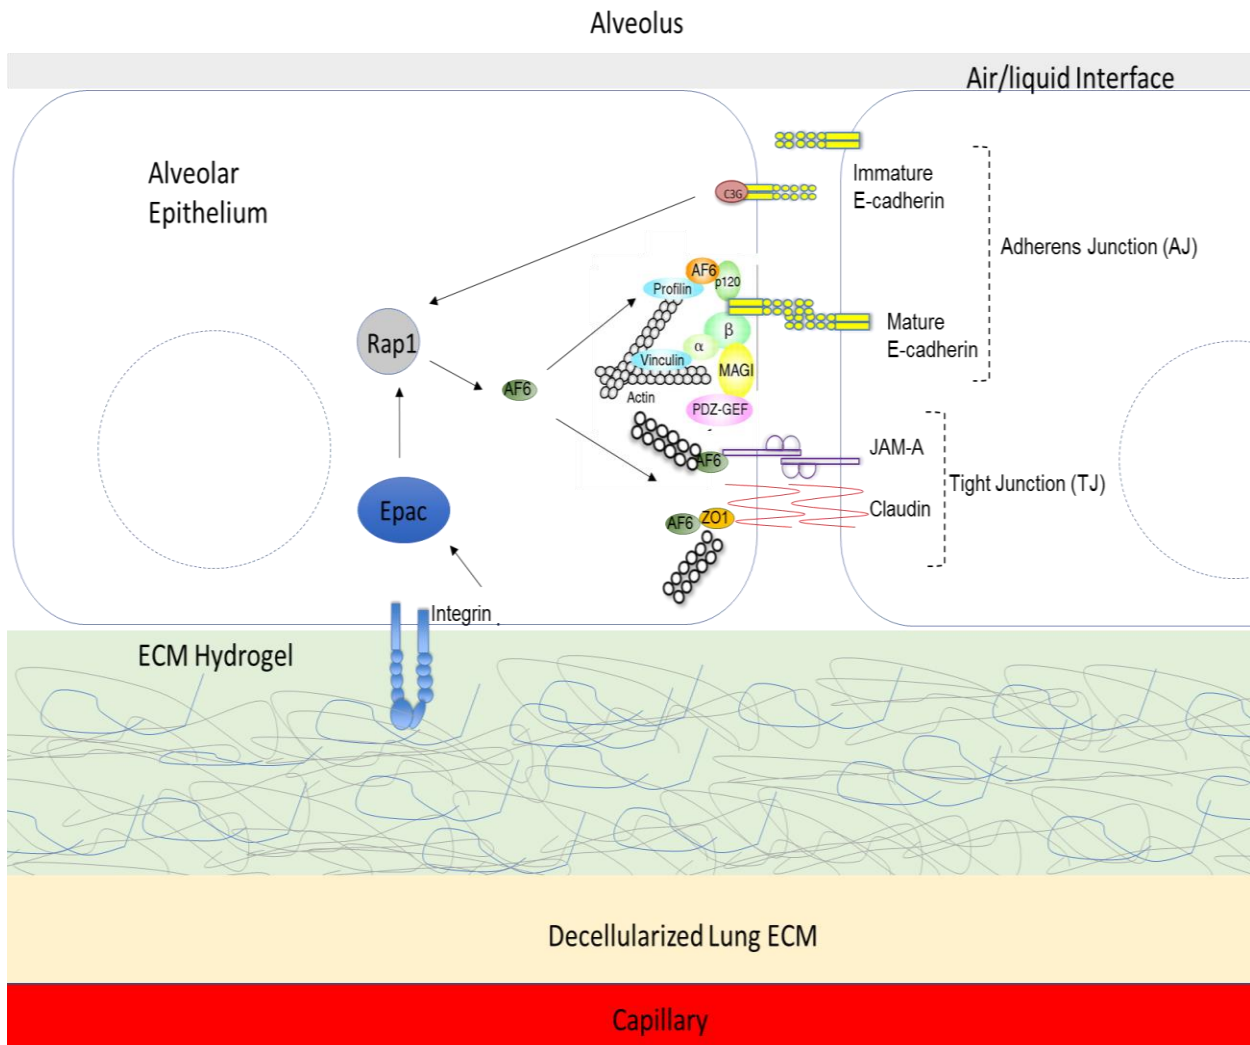 Alveolus
Air/liquid Interface
Alveolar
Epithelium
C3G
Immature
E-cadherin
Adherens Junction (AJ)
AF6
p120
Profilin
Rap1
β
α
Vinculin
MAGI
Mature
E-cadherin
AF6
Actin
PDZ-GEF
AF6
JAM-A
Tight Junction (TJ)
Epac
AF6
ZO1
Claudin
Integrin
ECM Hydrogel
Decellularized Lung ECM
Capillary